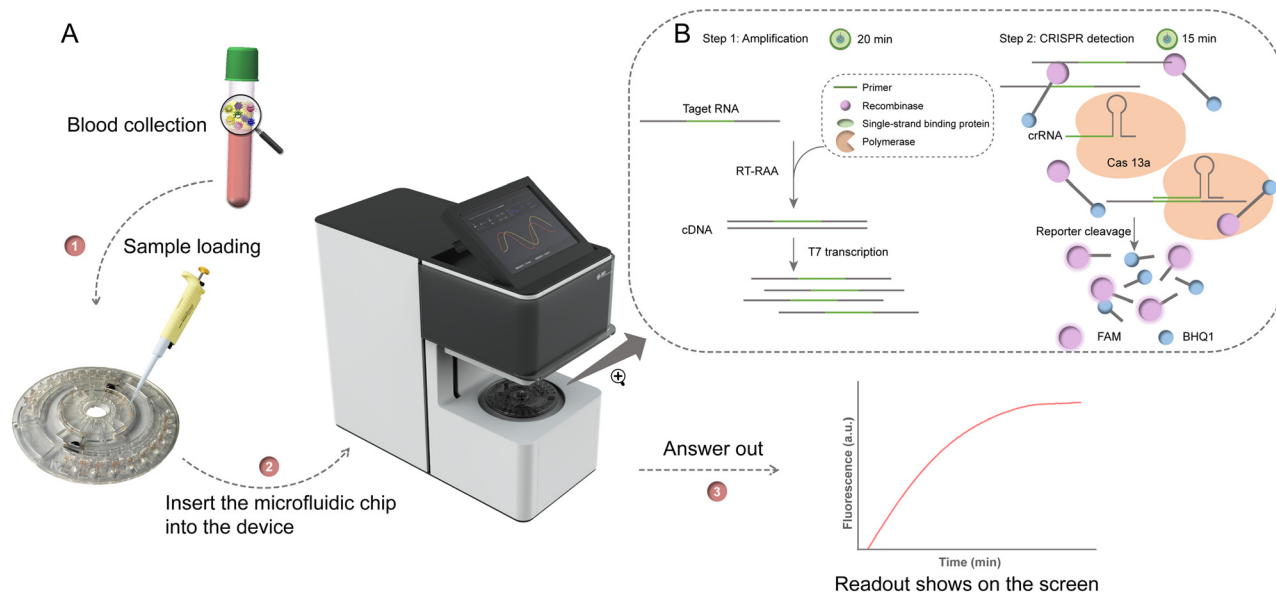 A
Blood collection
1
Sample loading
2
Insert the microfluidic chip
into the device
B
Step 1: Amplification
20 min
Step 2: CRISPR detection
15 min
Primer
Recombinase
Single-strand binding protein
Polymerase
Taget RNA
RT-RAA
cDNA
T7 transcription
crRNA
Cas 13a
Reporter cleavage
FAM
BHQ1
Answer out
3
Fluorescence (a.u.)
Time (min)
Readout shows on the screen